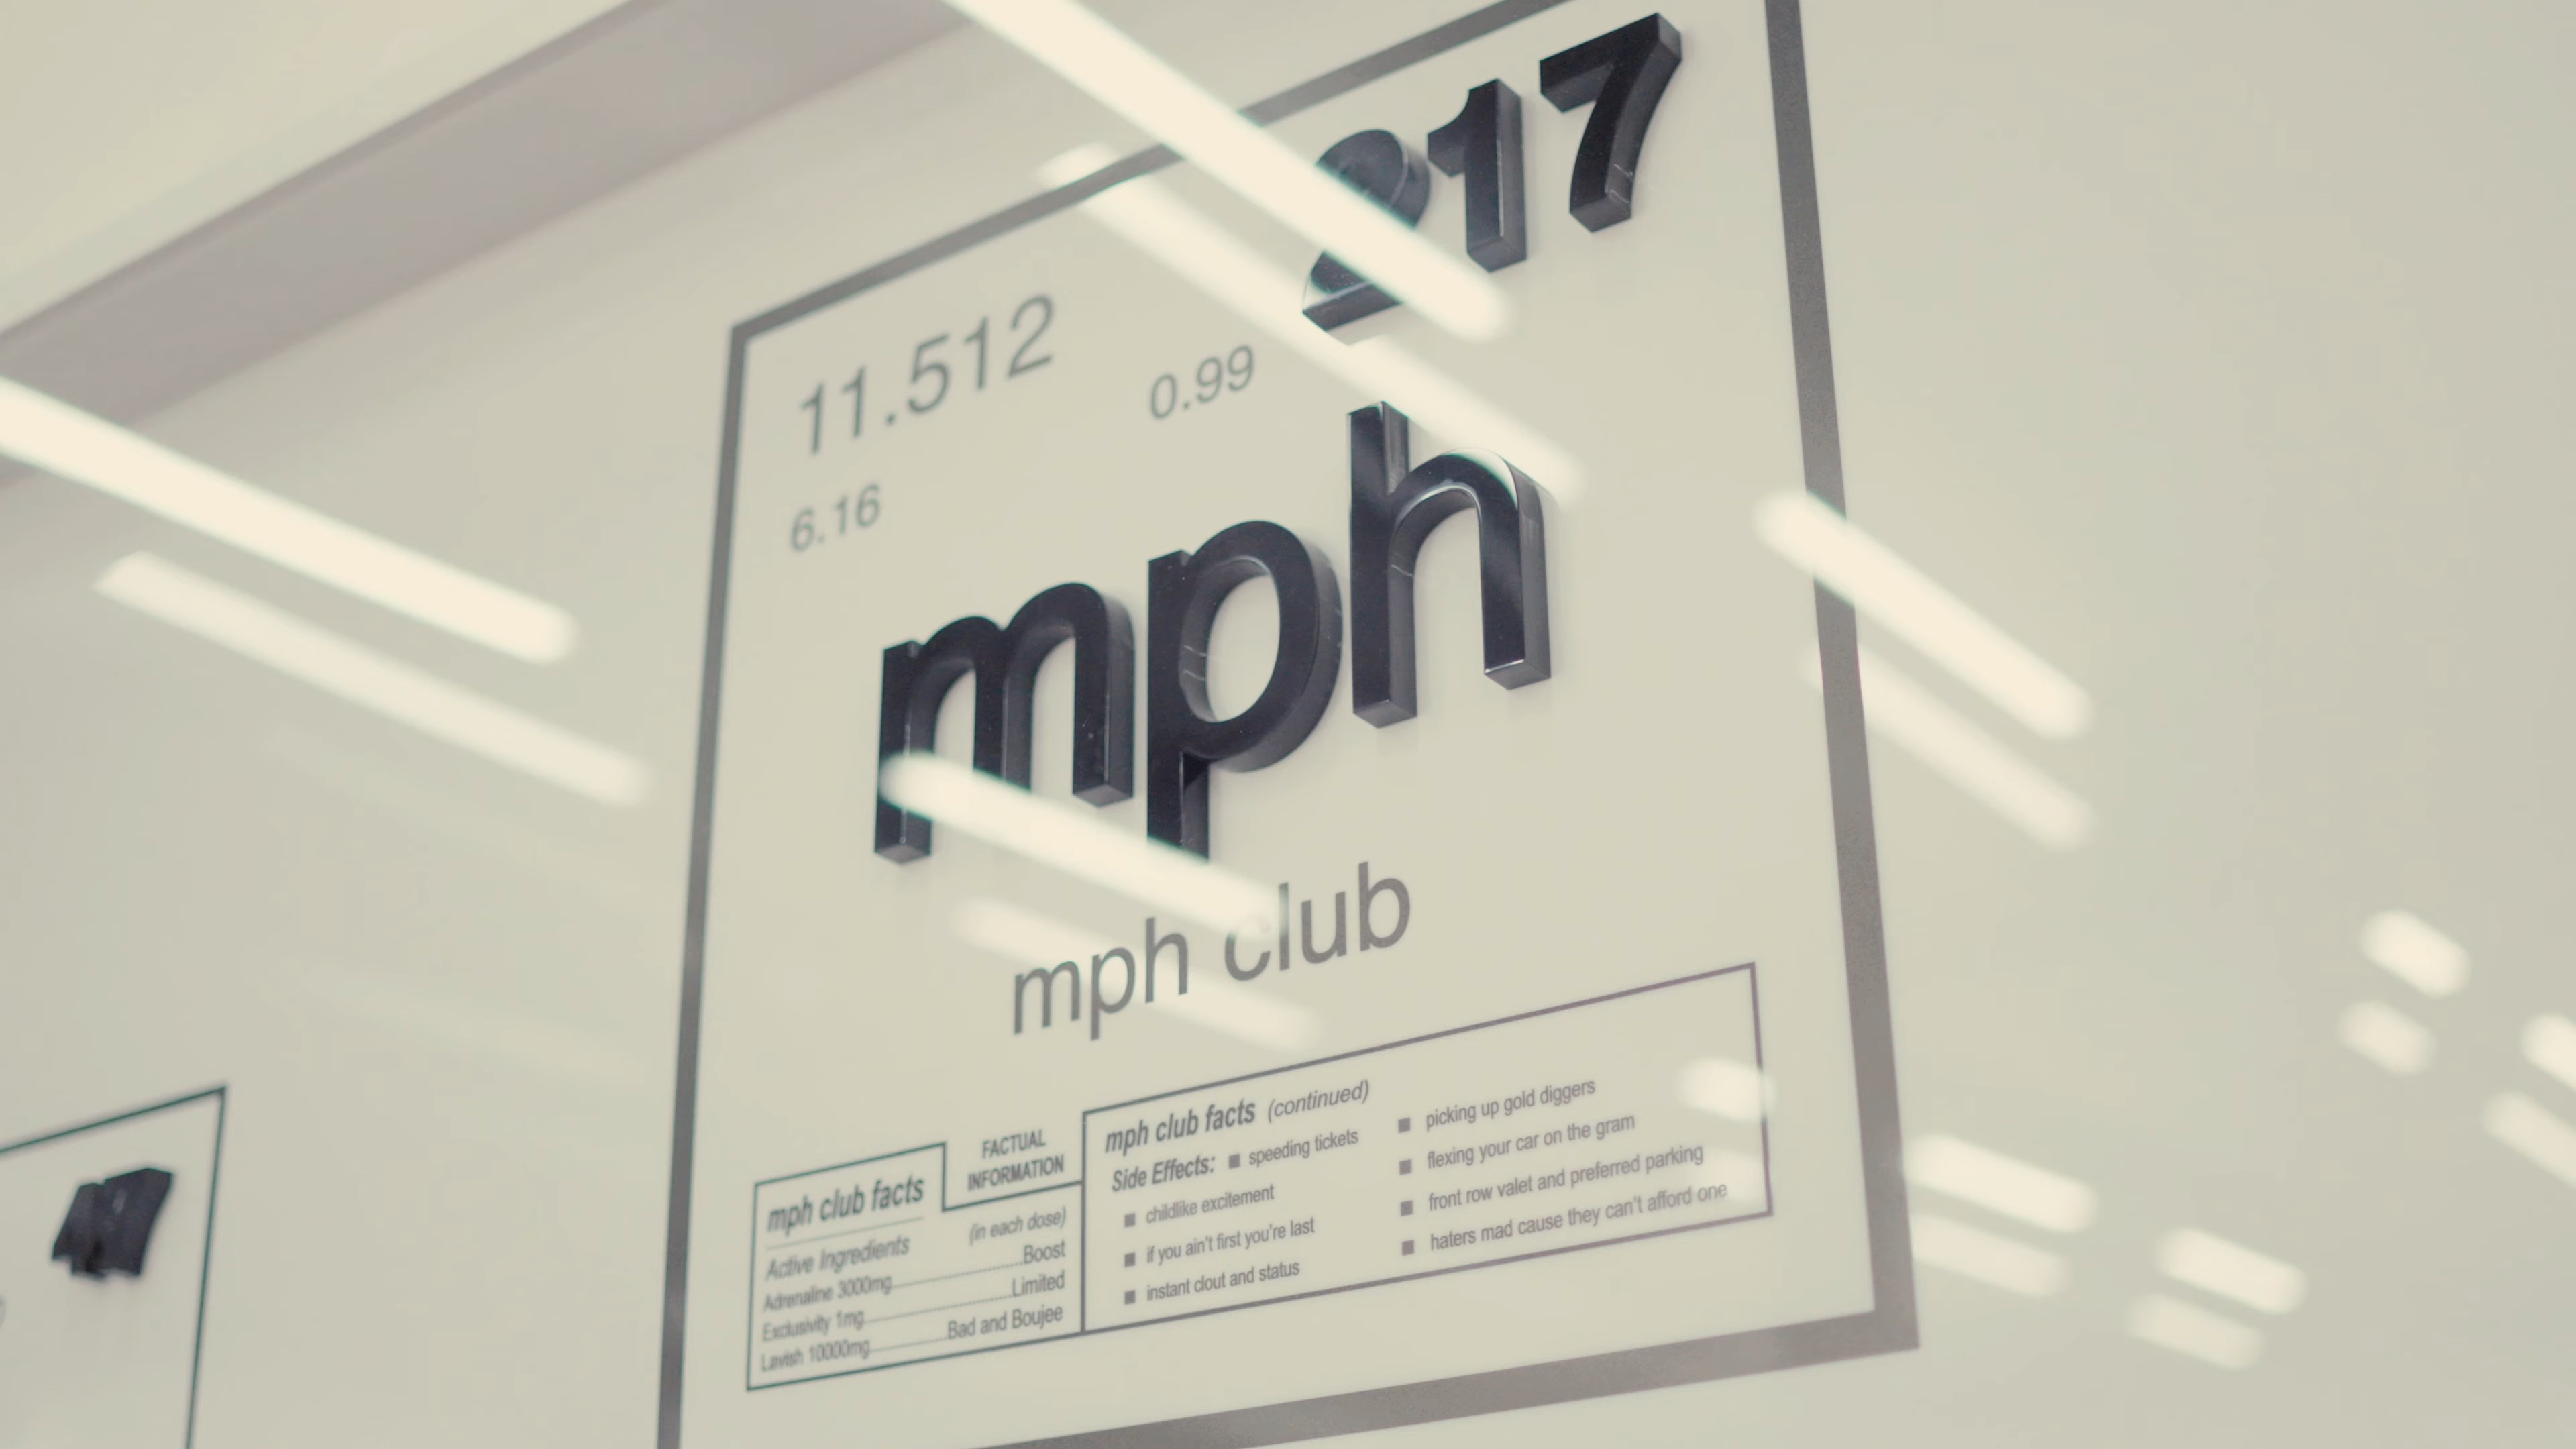 217
11.512
0.99
6.16
mph
mph club
FACTUAL
INFORMATION
mph club facts
(in each dose)
Active Ingredients
Adrenaline 3000mg....................Boost
Exclusivity 1mg....................Limited
Lavish 10000mg....................Bad and Boujee
mph club facts (continued)
Side Effects: ■ speeding tickets
■ childlike excitement
■ if you ain't first you're last
■ instant clout and status
■ picking up gold diggers
■ flexing your car on the gram
■ front row valet and preferred parking
■ haters mad cause they can't afford one